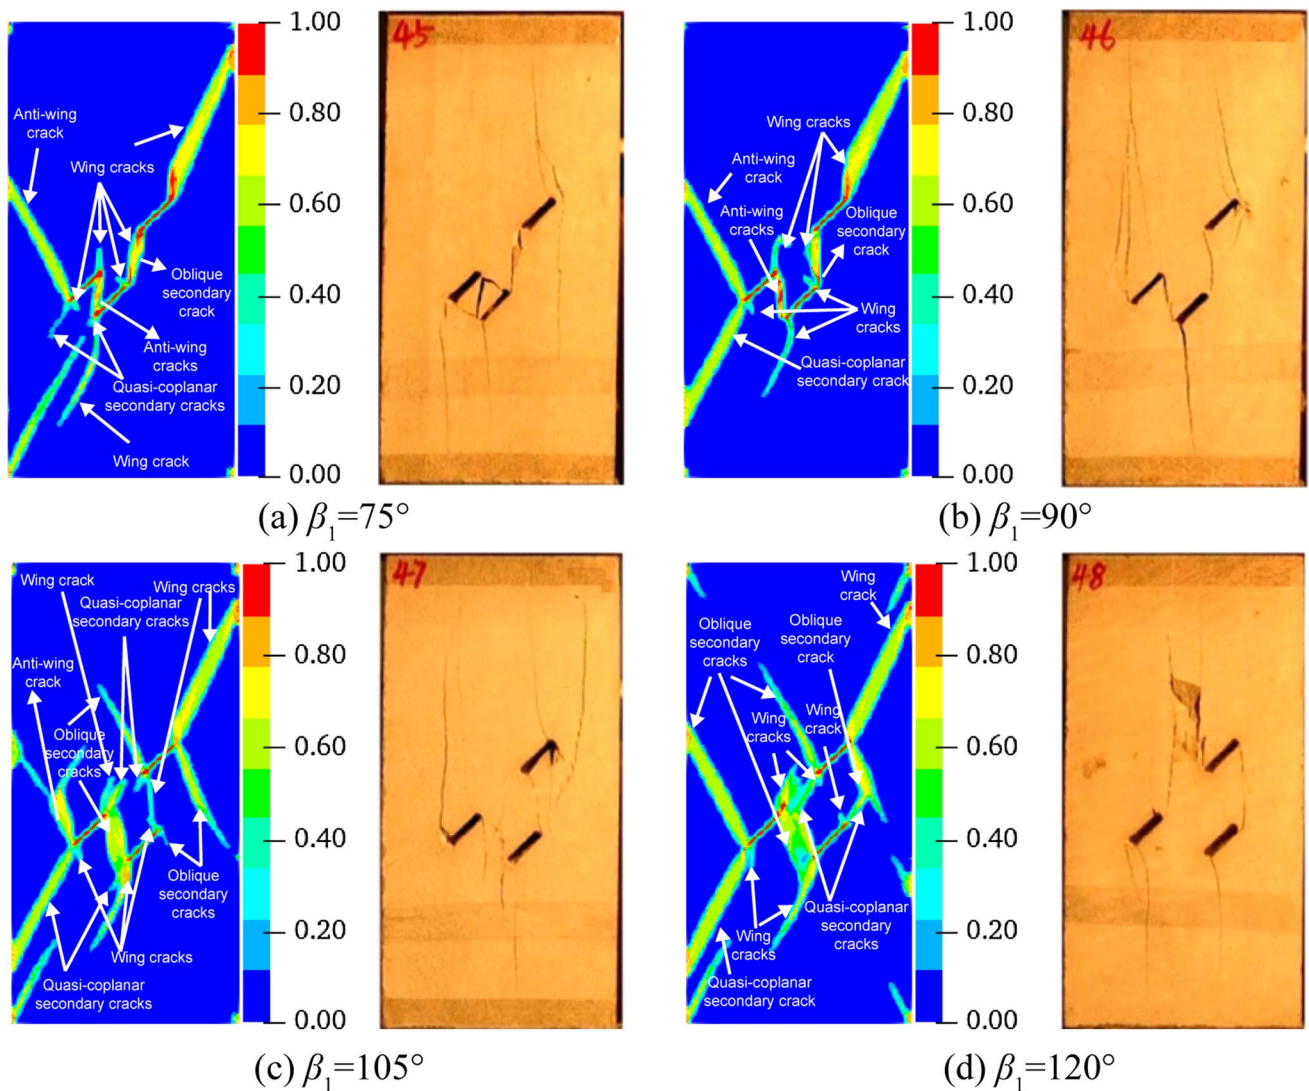 1.00
0.80
0.60
0.40
0.20
0.00
Anti-wing
crack
Wing cracks
Oblique
secondary
crack
Anti-wing
cracks
Quasi-coplanar
secondary cracks
Wing crack
45
(a) β1=75°
1.00
0.80
0.60
0.40
0.20
0.00
Wing cracks
Anti-wing
crack
Anti-wing
cracks
Oblique
secondary
crack
Wing
cracks
Quasi-coplanar
secondary crack
46
(b) β1=90°
1.00
0.80
0.60
0.40
0.20
0.00
Wing crack
Wing cracks
Quasi-coplanar
secondary cracks
Anti-wing
crack
Oblique
secondary
cracks
Oblique
secondary
cracks
Wing cracks
Quasi-coplanar
secondary cracks
47
(c) β1=105°
1.00
0.80
0.60
0.40
0.20
0.00
Wing
crack
Oblique
secondary
cracks
Oblique
secondary
crack
Wing
cracks
Wing
crack
Quasi-coplanar
secondary
cracks
Wing
cracks
Quasi-coplanar
secondary crack
48
(d) β1=120°